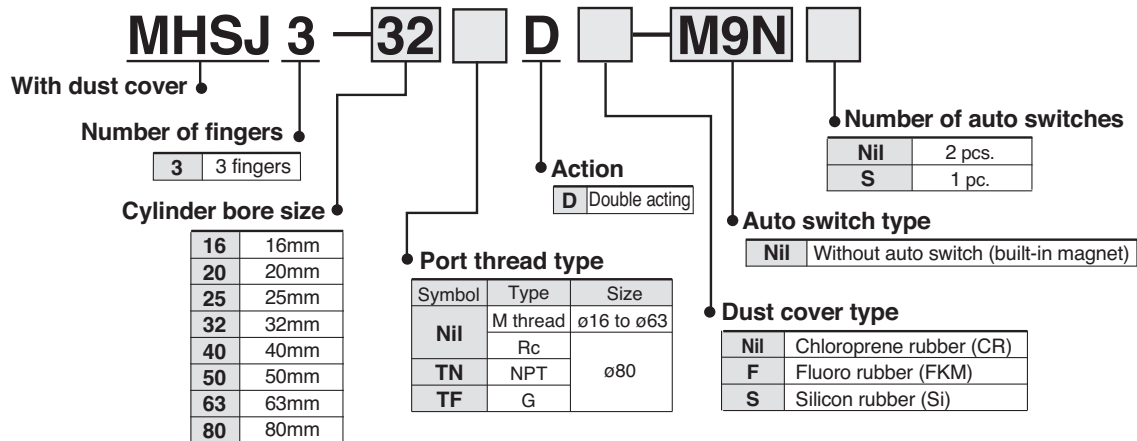 MHSJ 3 — 32 D — M9N
With dust cover
Number of fingers
3 3 fingers
Cylinder bore size
16 16mm
20 20mm
25 25mm
32 32mm
40 40mm
50 50mm
63 63mm
80 80mm
Port thread type
Symbol Type Size
Nil M thread ø16 to ø63
Rc ø80
TN NPT
TF G
Action
D Double acting
Dust cover type
Nil Chloroprene rubber (CR)
F Fluoro rubber (FKM)
S Silicon rubber (Si)
Auto switch type
Nil Without auto switch (built-in magnet)
Number of auto switches
Nil 2 pcs.
S 1 pc.